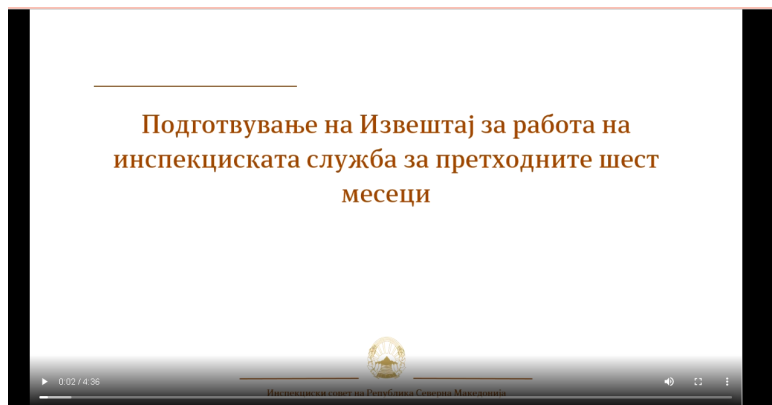 Подготвување на Извештај за работа на
инспекциската служба за претходните шест
месеци
0:02 / 4:36
Инспекциски совет на Република Северна Македонија